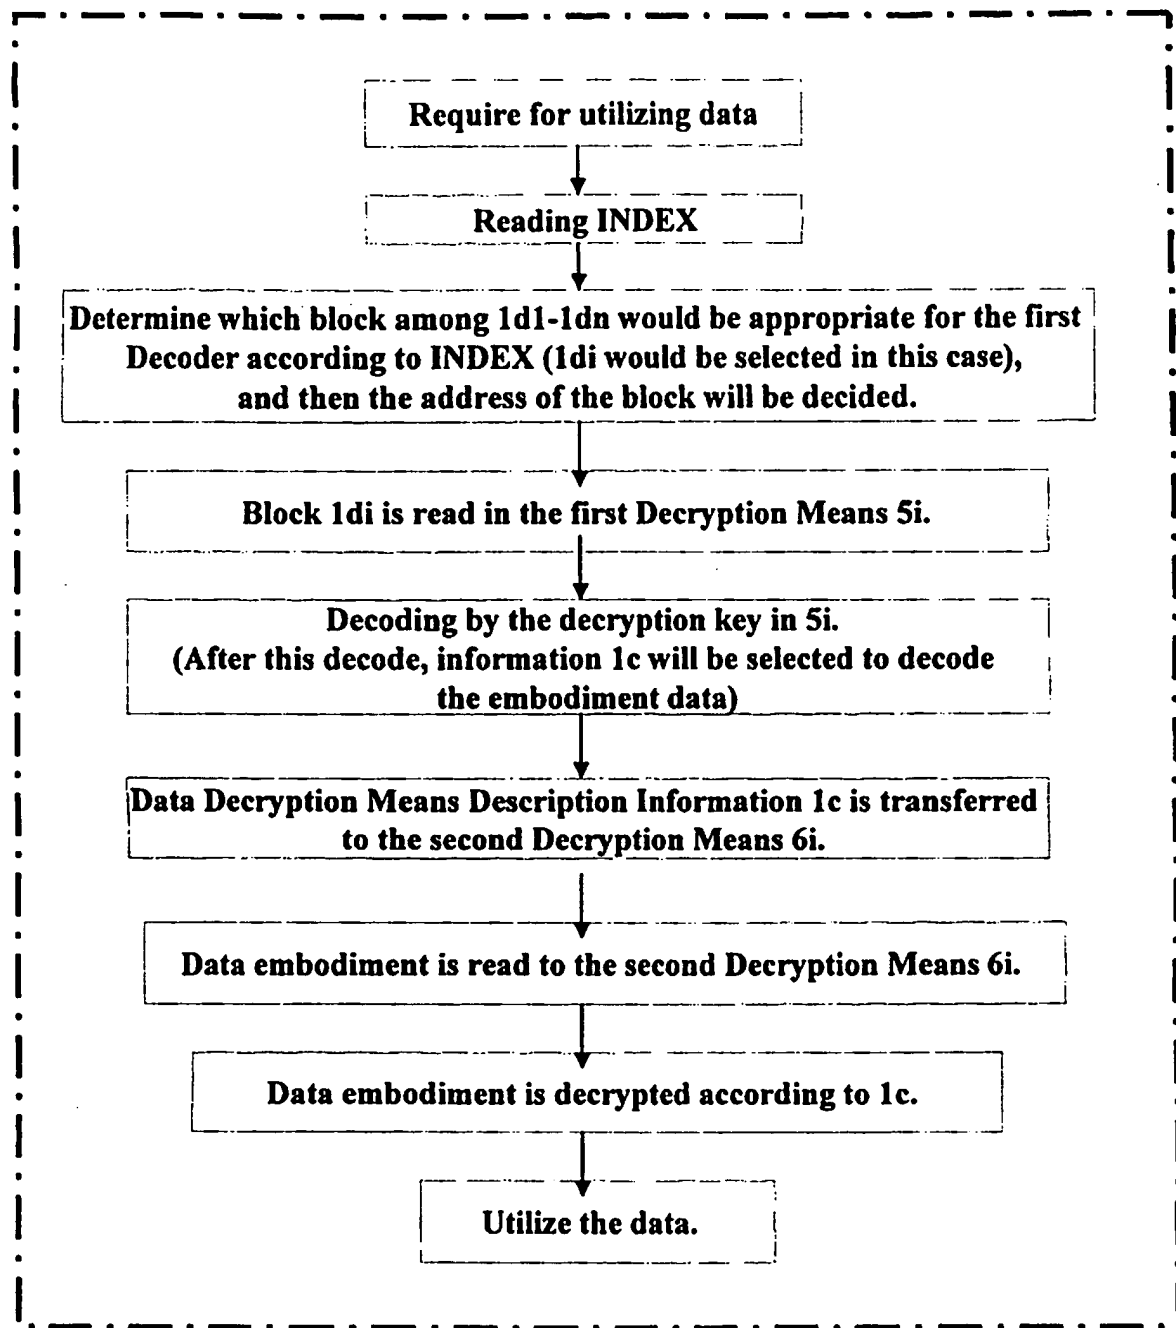 Require for utilizing data
Reading INDEX
Determine which block among 1d1-1dn would be appropriate for the first
Decoder according to INDEX (1di would be selected in this case),
and then the address of the block will be decided.
Block 1di is read in the first Decryption Means 5i.
Decoding by the decryption key in 5i.
(After this decode, information 1c will be selected to decode
the embodiment data)
Data Decryption Means Description Information 1c is transferred
to the second Decryption Means 6i.
Data embodiment is read to the second Decryption Means 6i.
Data embodiment is decrypted according to 1c.
Utilize the data.